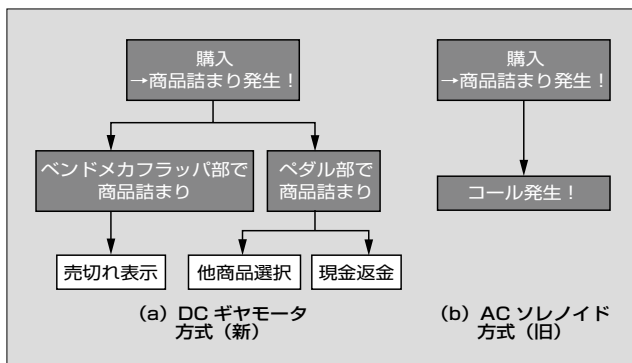 購入
→商品詰まり発生！
ベンドメカフラッパ部で
商品詰まり
ペダル部で
商品詰まり
売切れ表示
他商品選択
現金返金
(a) DC ギヤモータ
方式（新）
購入
→商品詰まり発生！
コール発生！
(b) AC ソレノイド
方式（旧）